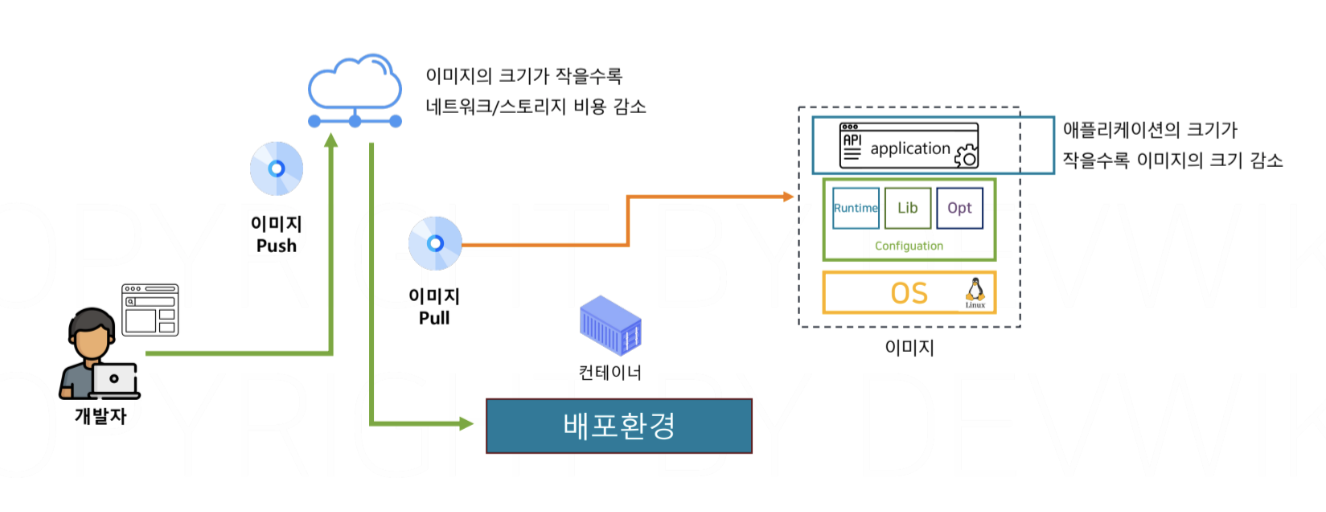 이미지의 크기가 작을수록
네트워크/스토리지 비용 감소
이미지
Push
이미지
Pull
개발자
컨테이너
배포환경
API
application
애플리케이션의 크기가
작을수록 이미지의 크기 감소
Runtime
Lib
Opt
Configuation
OS
Linux
이미지
OPYRIGHT BY DEVWIK
OPYRIGHT BY DEVWIK